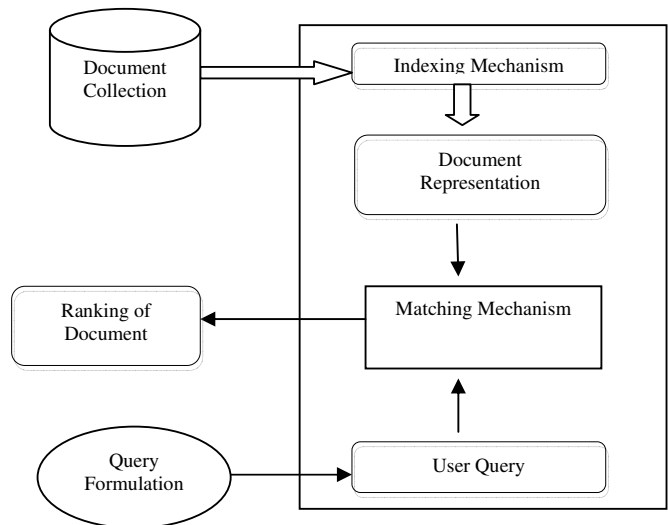 Document
Collection
Indexing Mechanism
Document
Representation
Ranking of
Document
Matching Mechanism
Query
Formulation
User Query